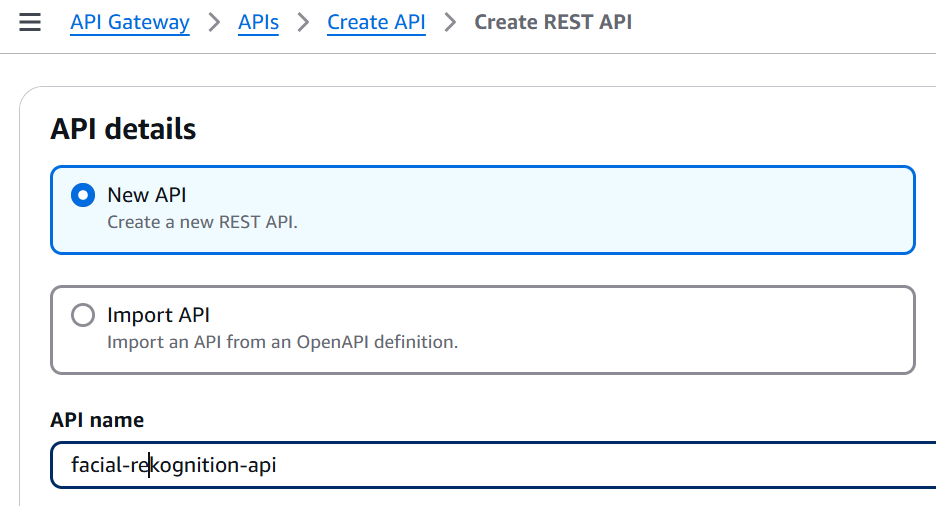 API Gateway > APIs > Create API > Create REST API
API details
New API
Create a new REST API.
Import API
Import an API from an OpenAPI definition.
API name
facial-rekognition-api